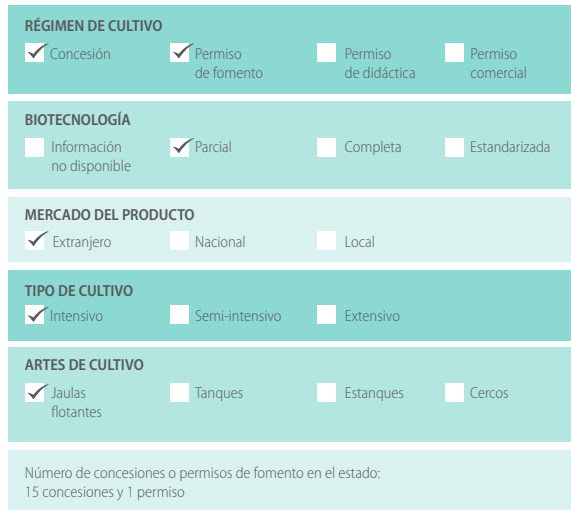 RÉGIMEN DE CULTIVO
Concesión Permiso de fomento Permiso de didáctica Permiso comercial
BIOTECNOLOGÍA
Información no disponible Parcial Completa Estandarizada
MERCADO DEL PRODUCTO
Extranjero Nacional Local
TIPO DE CULTIVO
Intensivo Semi-intensivo Extensivo
ARTES DE CULTIVO
Jaulas flotantes Tanques Estanques Cercos
Número de concesiones o permisos de fomento en el estado:
15 concesiones y 1 permiso